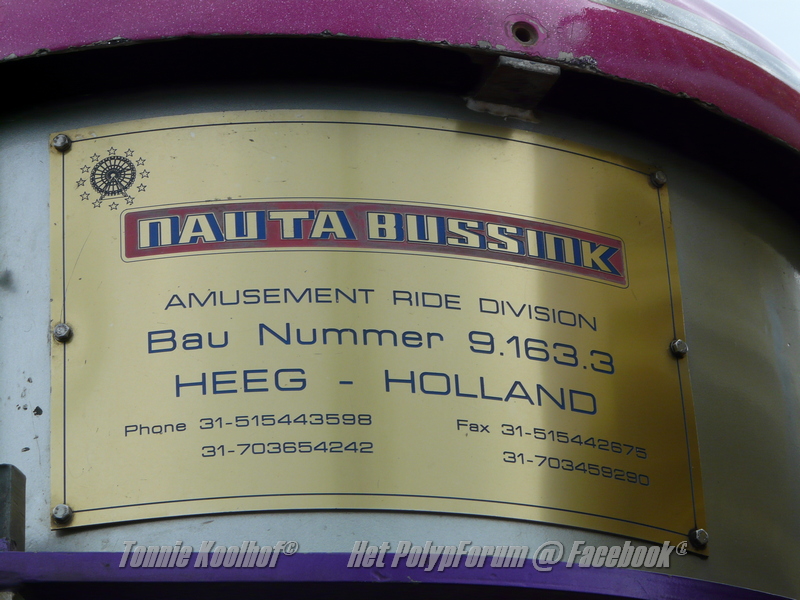 NAUTA BUSSINK
AMUSEMENT RIDE DIVISION
Bau Nummer 9.163.3
HEEG - HOLLAND
Phone 31-515443598 Fax 31-515442675
31-703654242 31-703459290
Tonnie Koolhof© Het PolypForum @ Facebook©